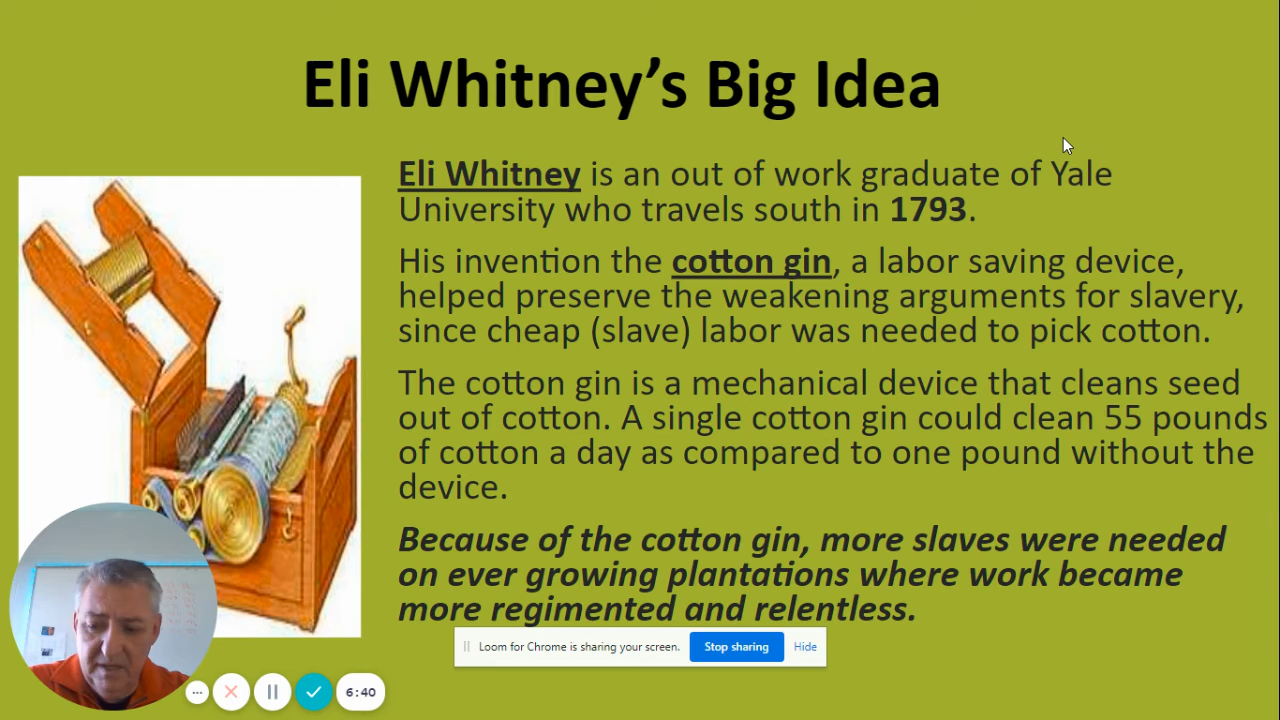 Eli Whitney’s Big Idea
Eli Whitney is an out of work graduate of Yale
University who travels south in 1793.
His invention the cotton gin, a labor saving device,
helped preserve the weakening arguments for slavery,
since cheap (slave) labor was needed to pick cotton.
The cotton gin is a mechanical device that cleans seed
out of cotton. A single cotton gin could clean 55 pounds
of cotton a day as compared to one pound without the
device.
Because of the cotton gin, more slaves were needed
on ever growing plantations where work became
more regimented and relentless.
Loom for Chrome is sharing your screen. Stop sharing Hide
6:40